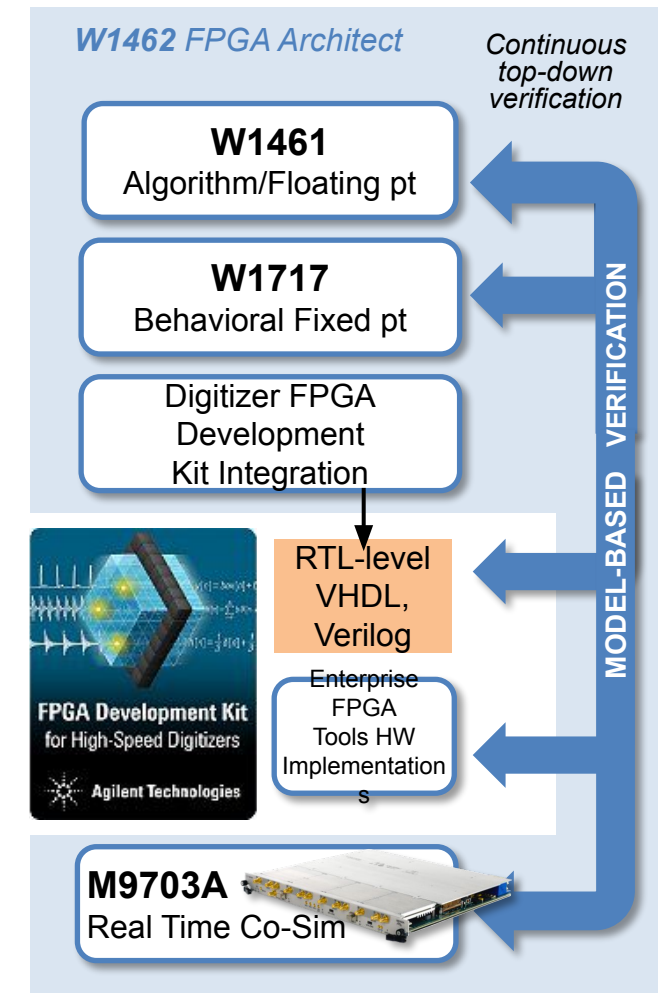 W1462 FPGA Architect
Continuous
top-down
verification
W1461
Algorithm/Floating pt
W1717
Behavioral Fixed pt
Digitizer FPGA
Development
Kit Integration
RTL-level
VHDL,
Verilog
Enterprise
FPGA
Tools HW
Implementation
s
FPGA Development Kit
for High-Speed Digitizers
Agilent Technologies
M9703A
Real Time Co-Sim
MODEL-BASED VERIFICATION